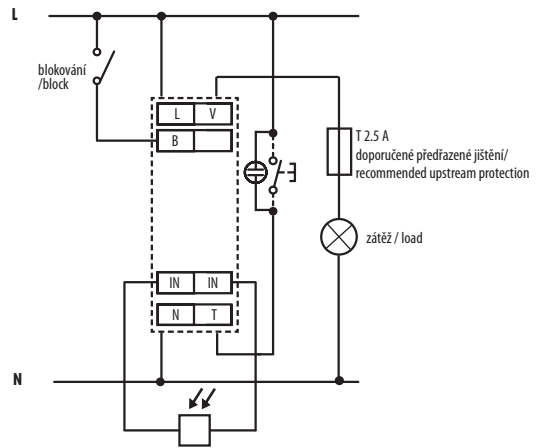 L
blokování
/block
L V
B
T 2.5 A
doporučené předřazené jištění/
recommended upstream protection
zátěž / load
IN IN
N T
N